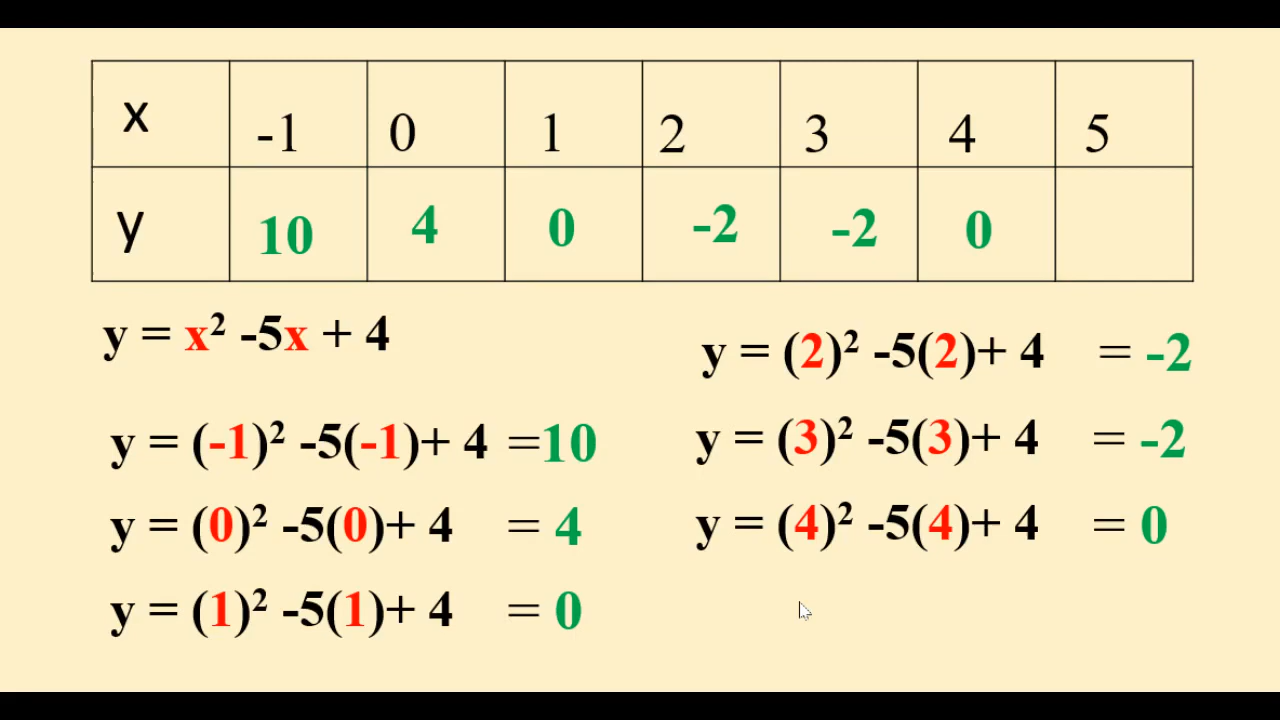 x -1 0 1 2 3 4 5
y 10 4 0 -2 -2 0
y = x² -5x + 4
y = (-1)² -5(-1)+ 4 =10
y = (0)² -5(0)+ 4 = 4
y = (1)² -5(1)+ 4 = 0
y = (2)² -5(2)+ 4 = -2
y = (3)² -5(3)+ 4 = -2
y = (4)² -5(4)+ 4 = 0